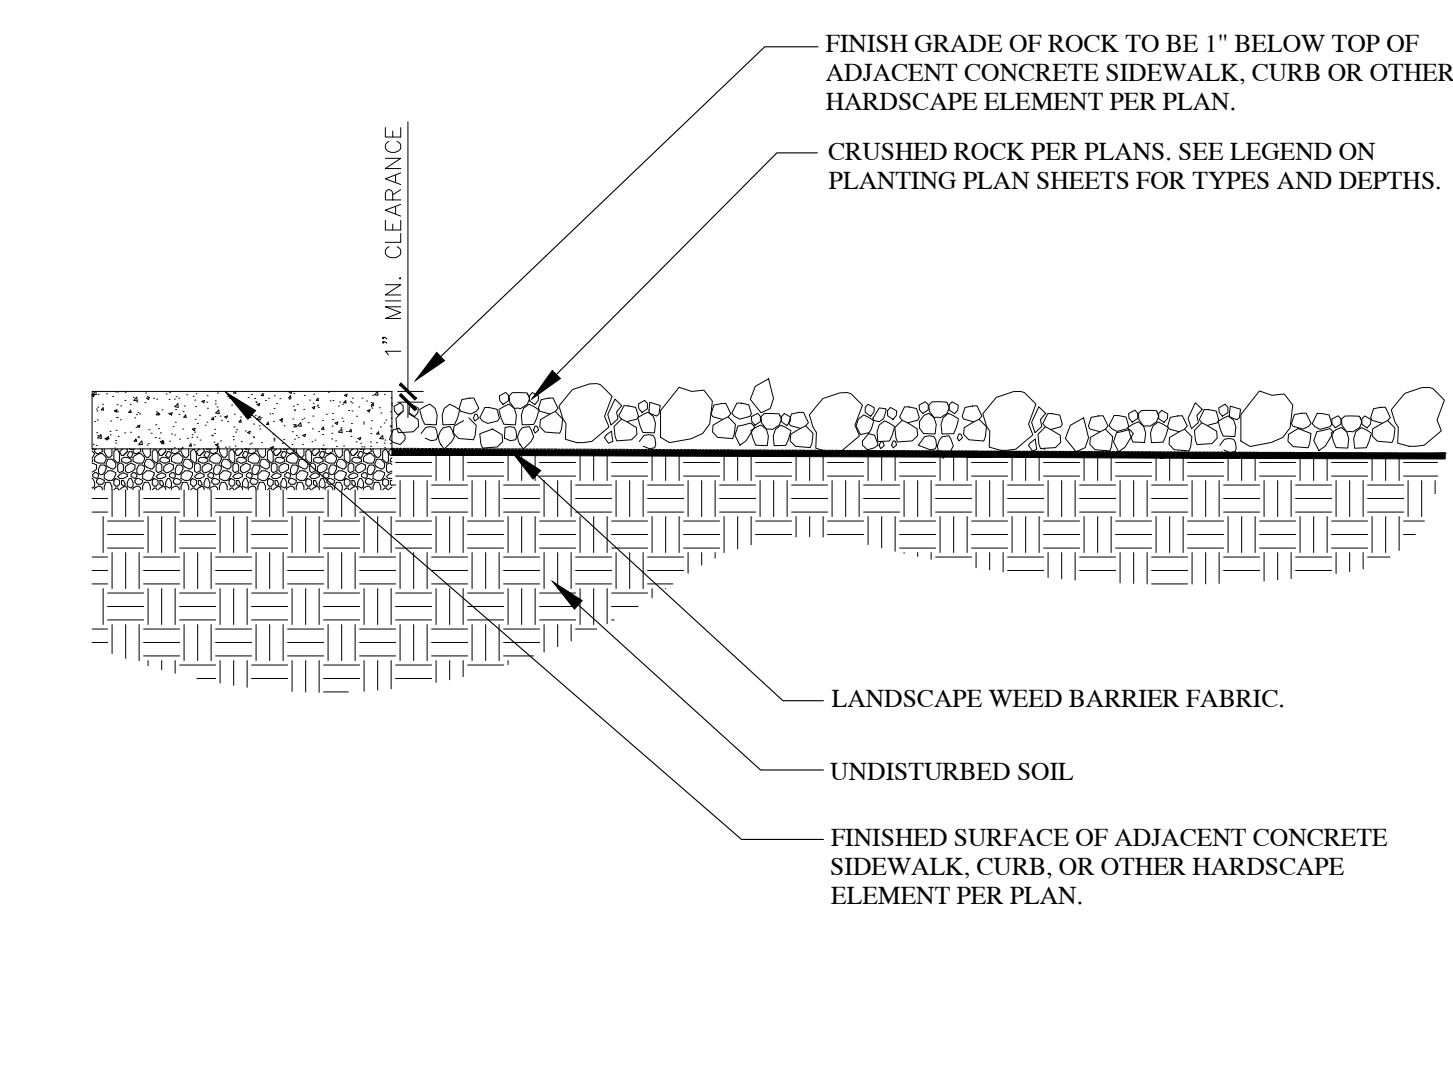 FINISH GRADE OF ROCK TO BE 1" BELOW TOP OF
ADJACENT CONCRETE SIDEWALK, CURB OR OTHER
HARDSCAPE ELEMENT PER PLAN.
CRUSHED ROCK PER PLANS. SEE LEGEND ON
PLANTING PLAN SHEETS FOR TYPES AND DEPTHS.
1" MIN. CLEARANCE
LANDSCAPE WEED BARRIER FABRIC.
UNDISTURBED SOIL
FINISHED SURFACE OF ADJACENT CONCRETE
SIDEWALK, CURB, OR OTHER HARDSCAPE
ELEMENT PER PLAN.